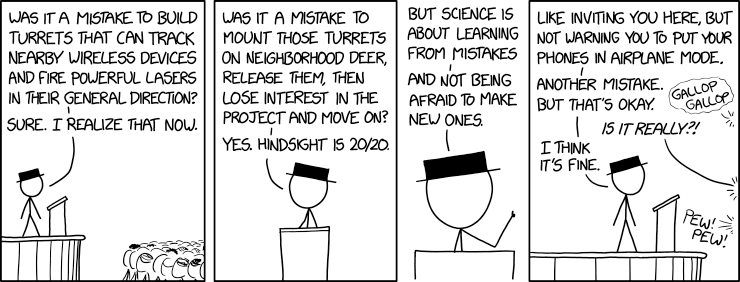 WAS IT A MISTAKE TO BUILD
TURRETS THAT CAN TRACK
NEARBY WIRELESS DEVICES
AND FIRE POWERFUL LASERS
IN THEIR GENERAL DIRECTION?
SURE. I REALIZE THAT NOW.
WAS IT A MISTAKE TO
MOUNT THOSE TURRETS
ON NEIGHBORHOOD DEER,
RELEASE THEM, THEN
LOSE INTEREST IN THE
PROJECT AND MOVE ON?
YES. HINDSIGHT IS 20/20.
BUT SCIENCE IS
ABOUT LEARNING
FROM MISTAKES
AND NOT BEING
AFRAID TO MAKE
NEW ONES.
LIKE INVITING YOU HERE, BUT
NOT WARNING YOU TO PUT YOUR
PHONES IN AIRPLANE MODE.
ANOTHER MISTAKE.
BUT THAT'S OKAY.
GALLOP
GALLOP
IS IT REALLY?!
I THINK
IT'S FINE.
PEW!
PEW!